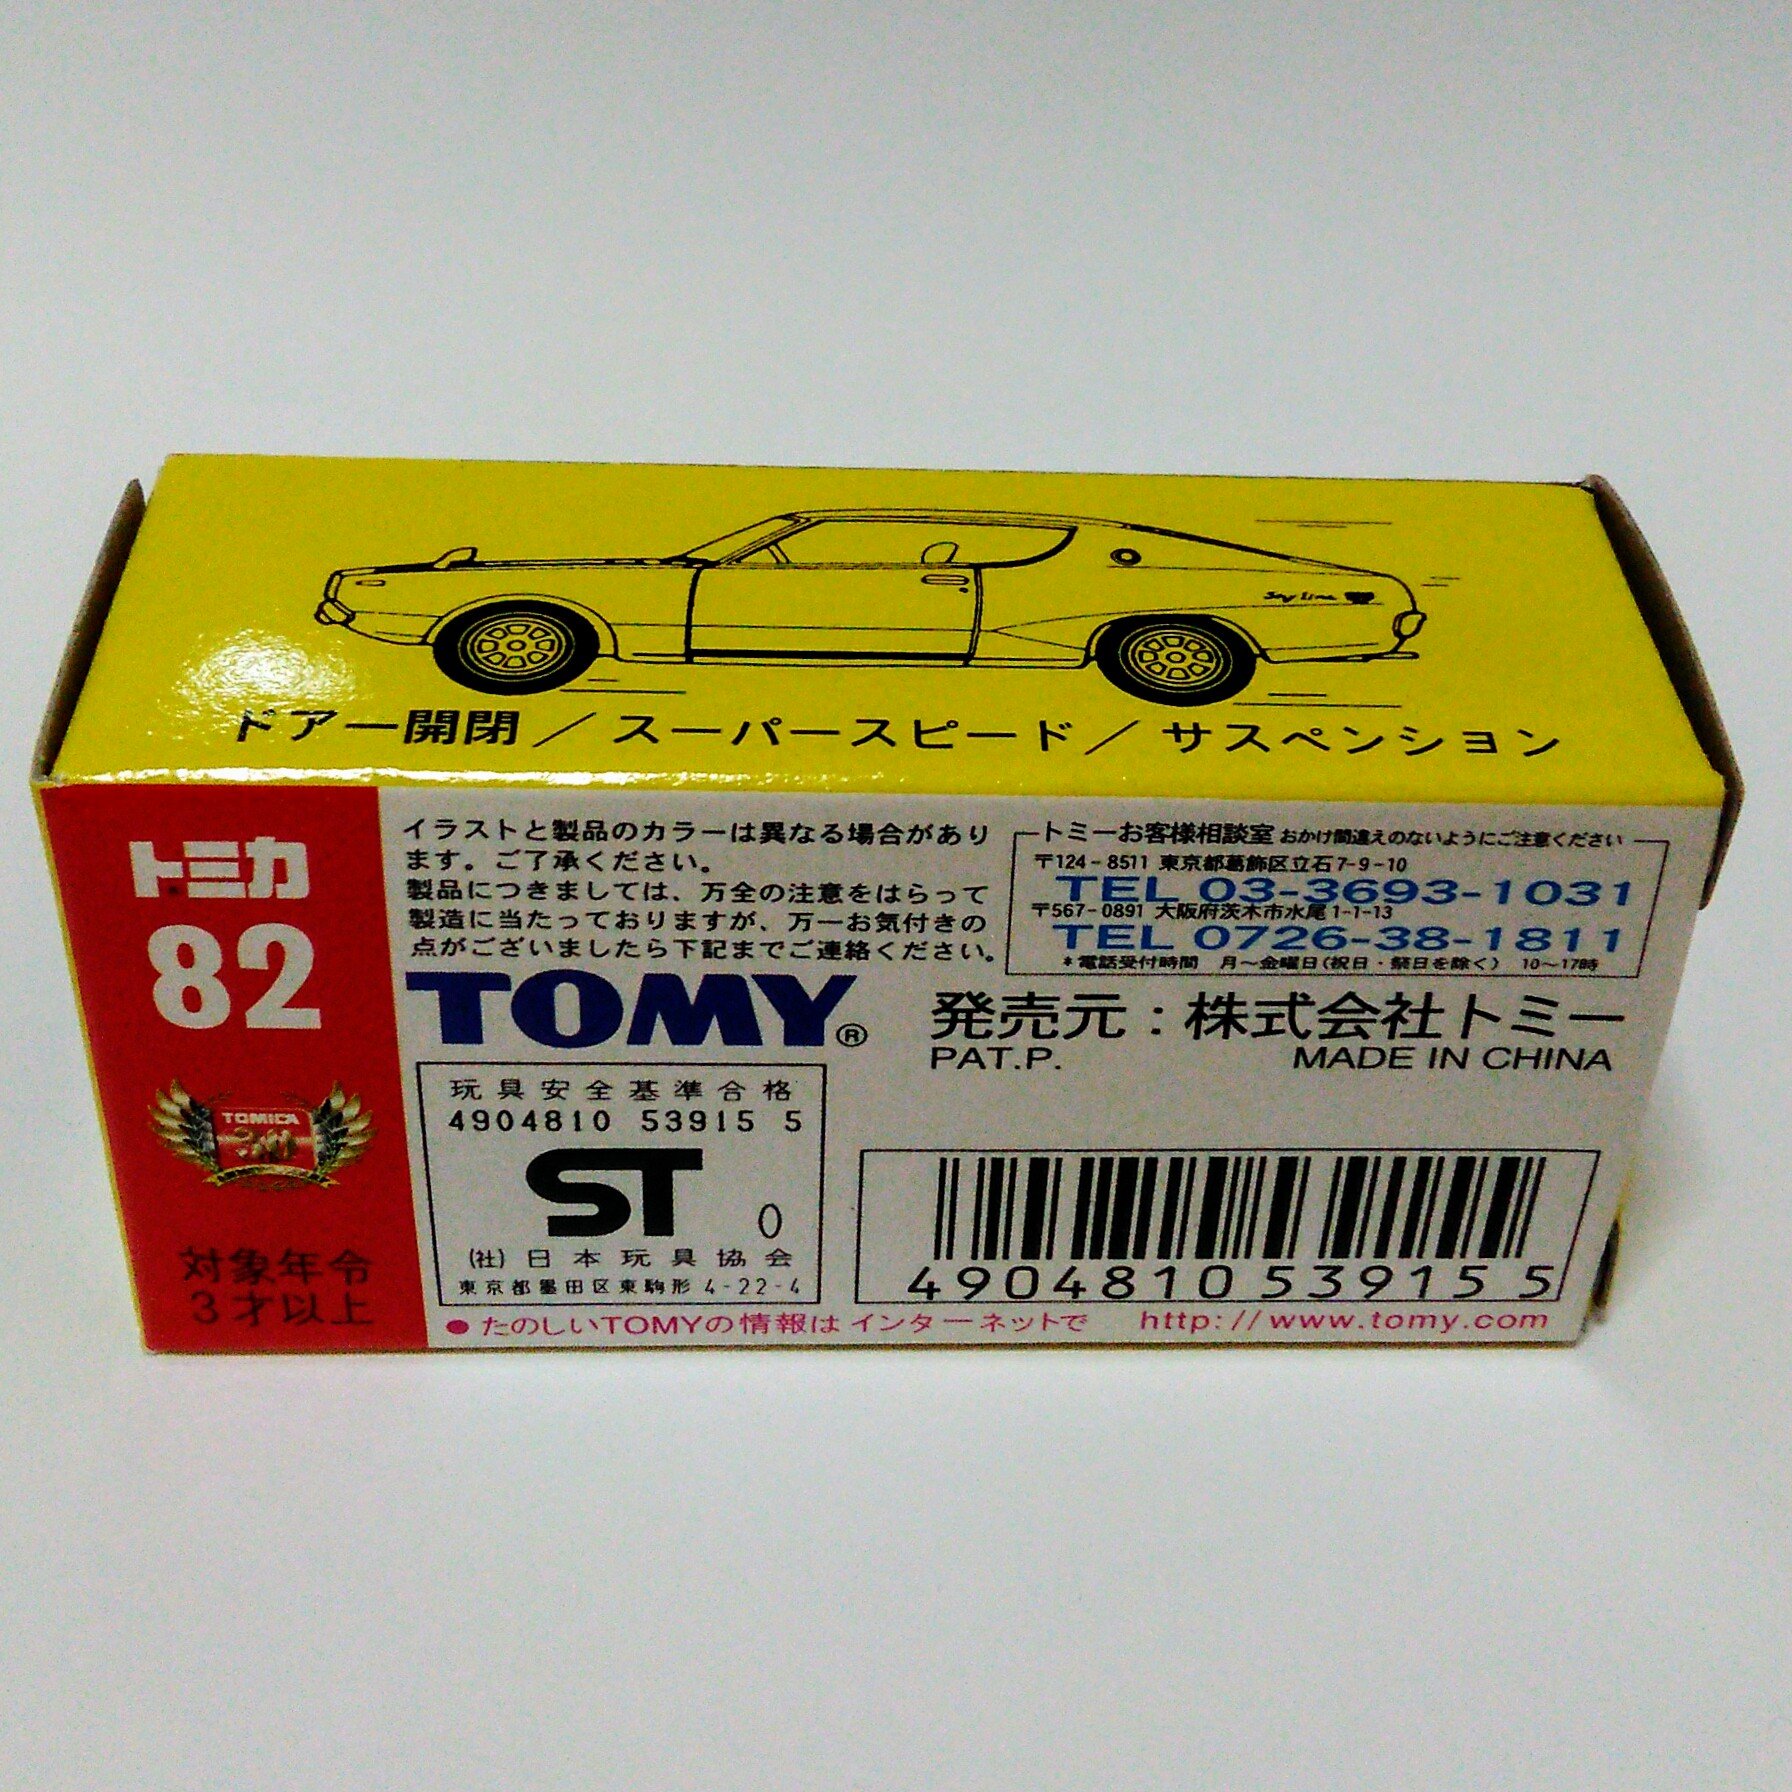 Skyline
ドアー開閉／スーパースピード／サスペンション
トミカ
82
TOMICA
30
対象年令
3才以上
イラストと製品のカラーは異なる場合があり
ます。ご了承ください。
製品につきましては、万全の注意をはらって
製造に当たっておりますが、万一お気付きの
点がございましたら下記までご連絡ください。
トミーお客様相談室 おかけ間違えのないようにご注意ください
〒124-8511 東京都葛飾区立石7-9-10
TEL 03-3693-1031
〒567-0891 大阪府茨木市水尾1-1-13
TEL 0726-38-1811
*電話受付時間 月～金曜日(祝日・祭日を除く) 10～17時
TOMY®
発売元：株式会社トミー
PAT.P. MADE IN CHINA
玩具安全基準合格
4904810 53915 5
ST 0
(社)日本玩具協会
東京都墨田区東駒形 4-22-4
4904810539155
●たのしいTOMYの情報は インターネットで http://www.tomy.com